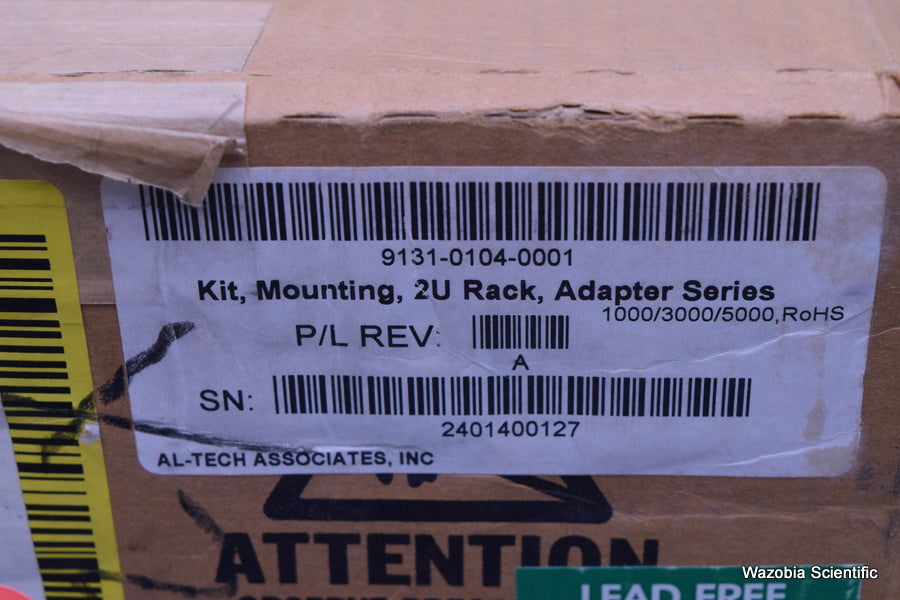 9131-0104-0001
Kit, Mounting, 2U Rack, Adapter Series
1000/3000/5000,RoHS
P/L REV:
A
SN:
2401400127
AL-TECH ASSOCIATES, INC
ATTENTION
LEAD FREE
Wazobia Scientific